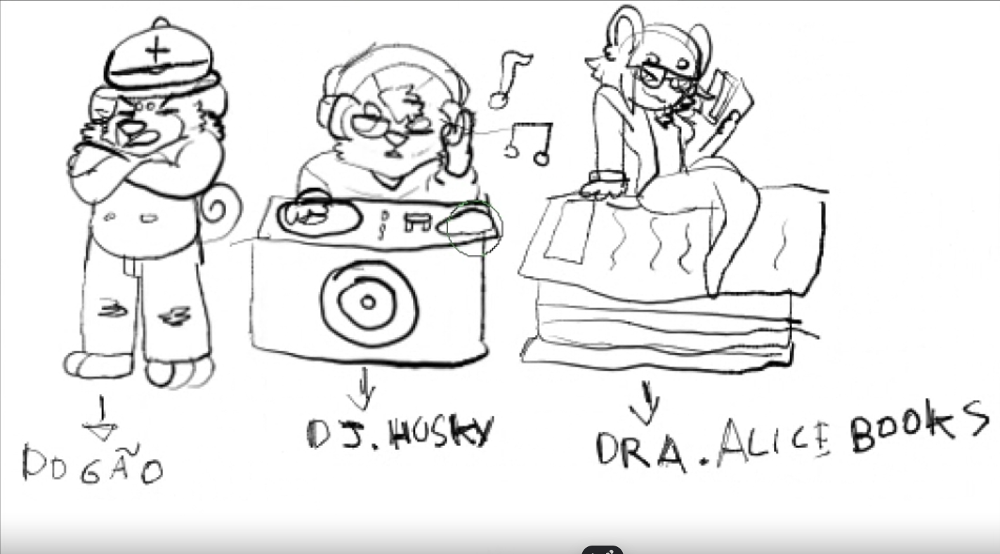 DOGÃO
DJ. HUSKY
DRA. ALICE BOOKS